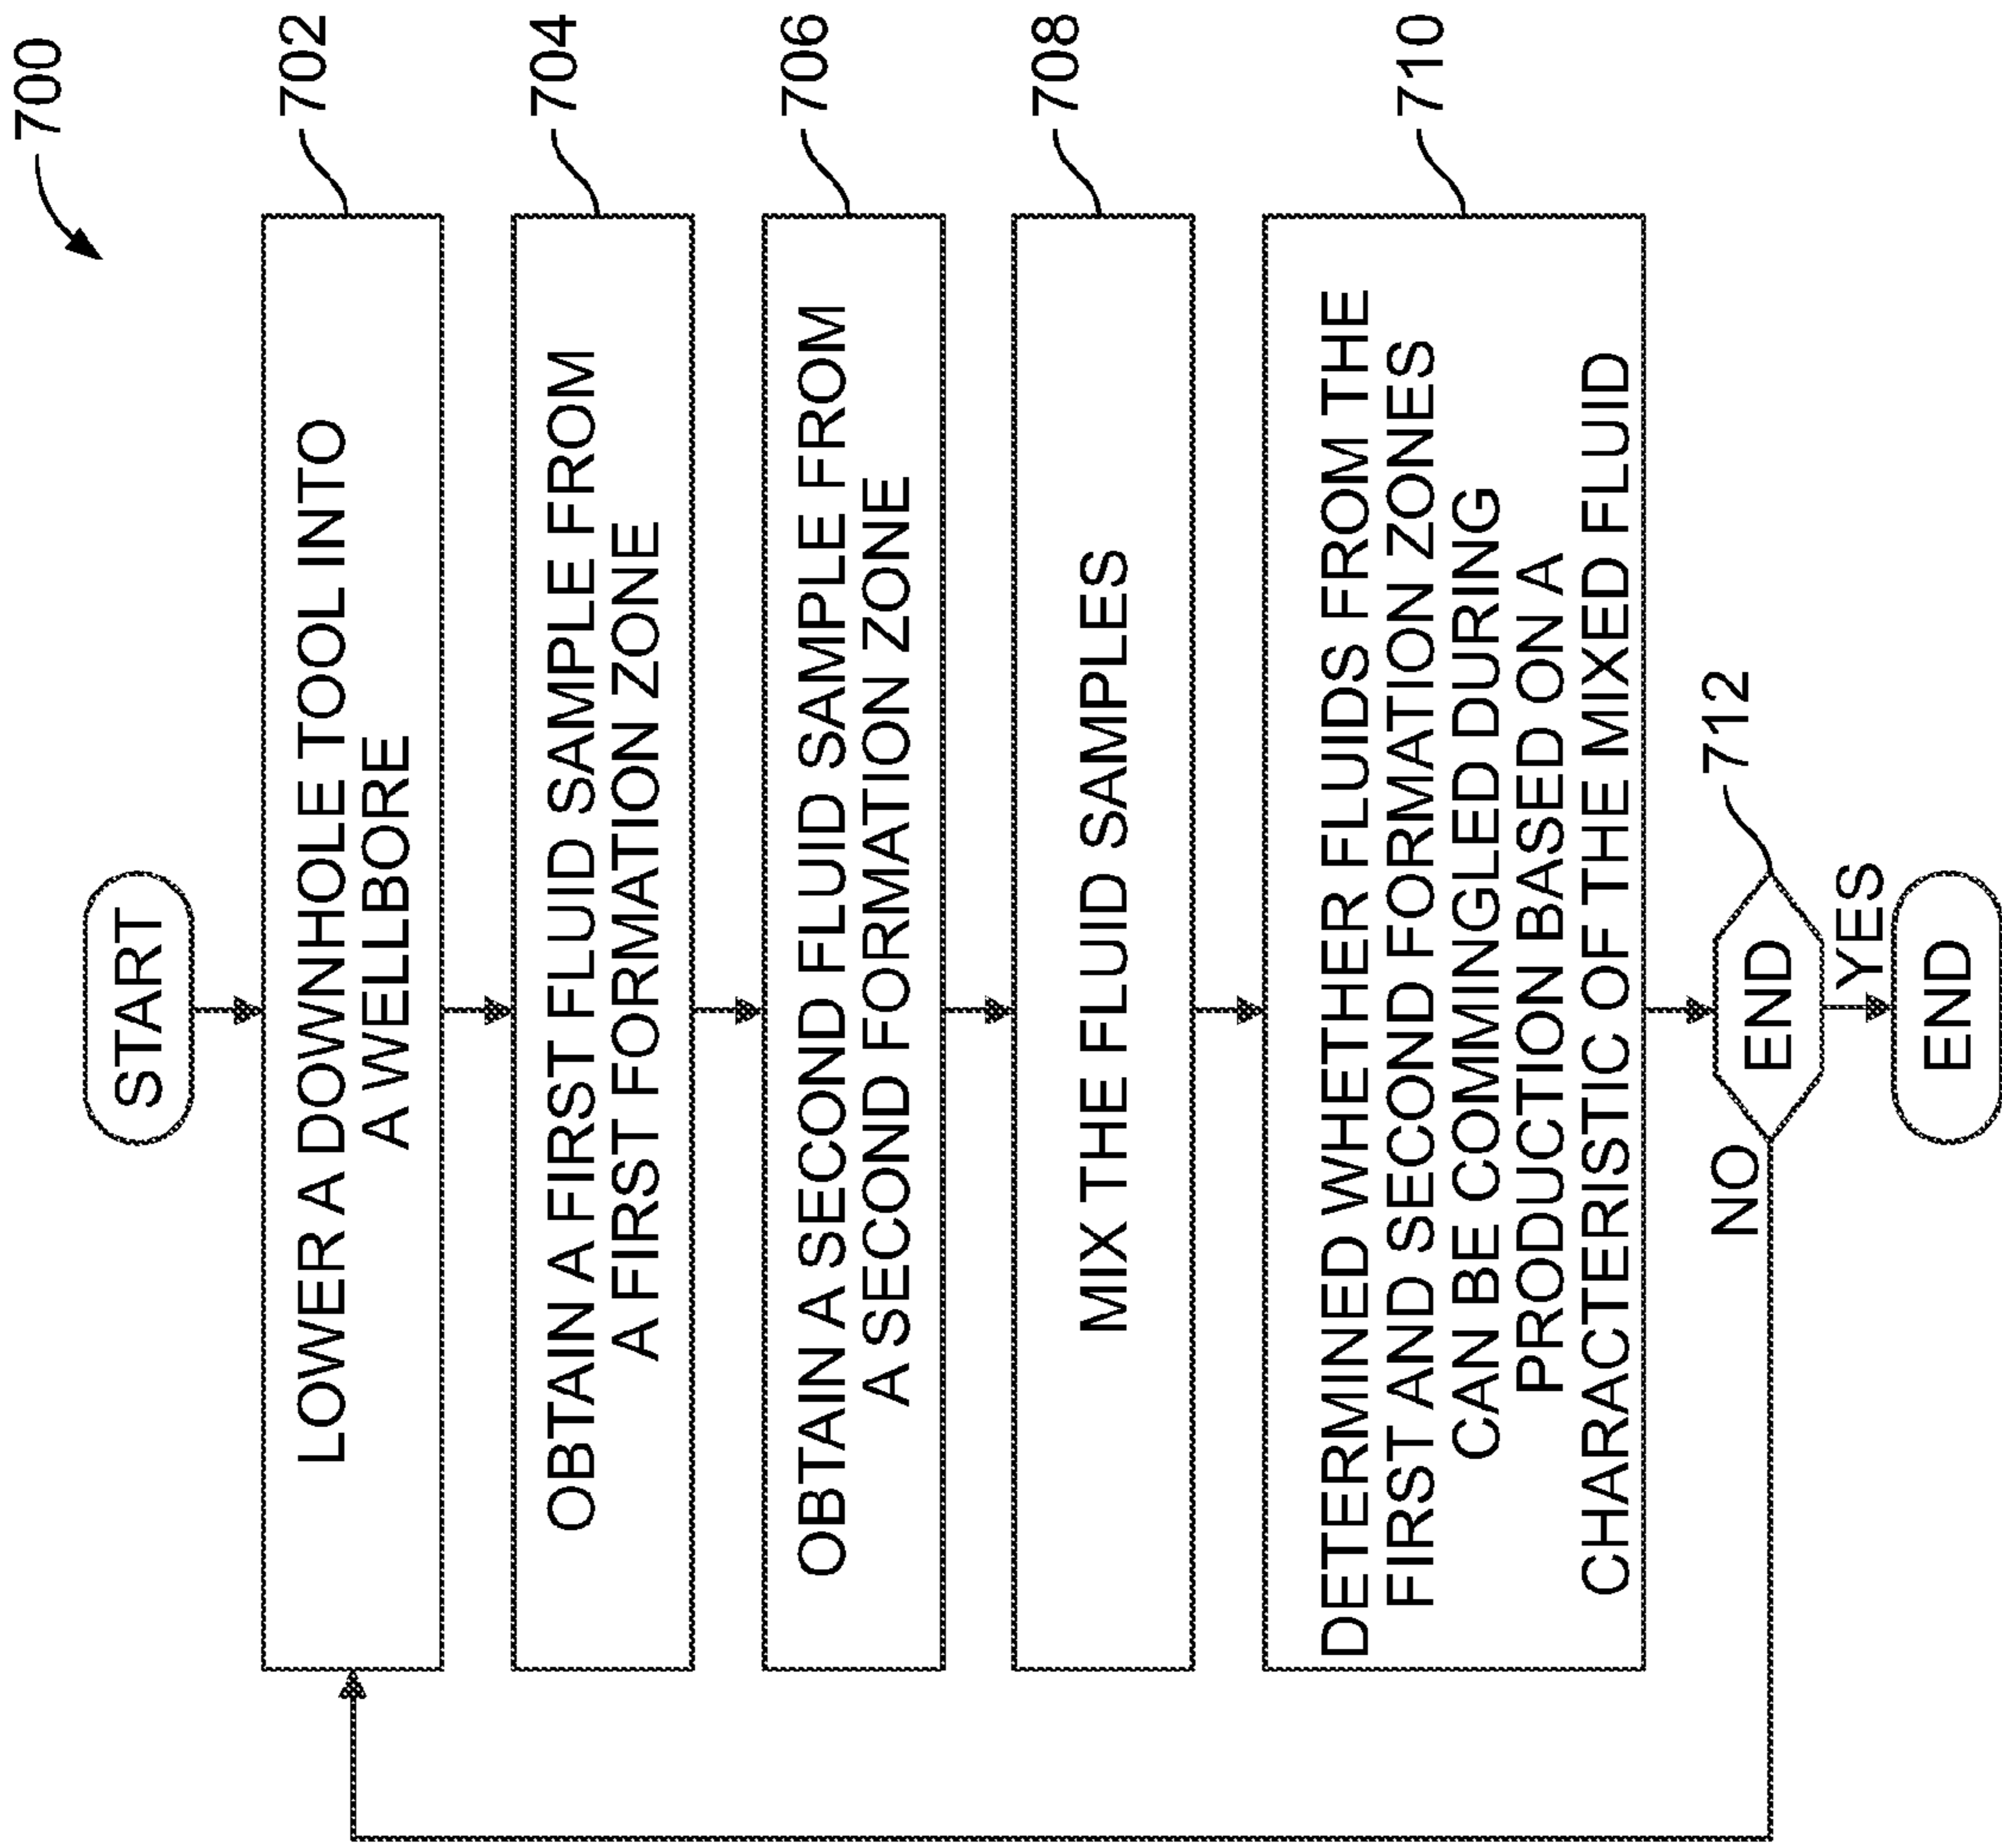 700
START
LOWER A DOWNHOLE TOOL INTO
A WELLBORE
702
OBTAIN A FIRST FLUID SAMPLE FROM
A FIRST FORMATION ZONE
704
OBTAIN A SECOND FLUID SAMPLE FROM
A SECOND FORMATION ZONE
706
MIX THE FLUID SAMPLES
708
DETERMINED WHETHER FLUIDS FROM THE
FIRST AND SECOND FORMATION ZONES
CAN BE COMMINGLED DURING
PRODUCTION BASED ON A
CHARACTERISTIC OF THE MIXED FLUID
710
NO
END
712
YES
END